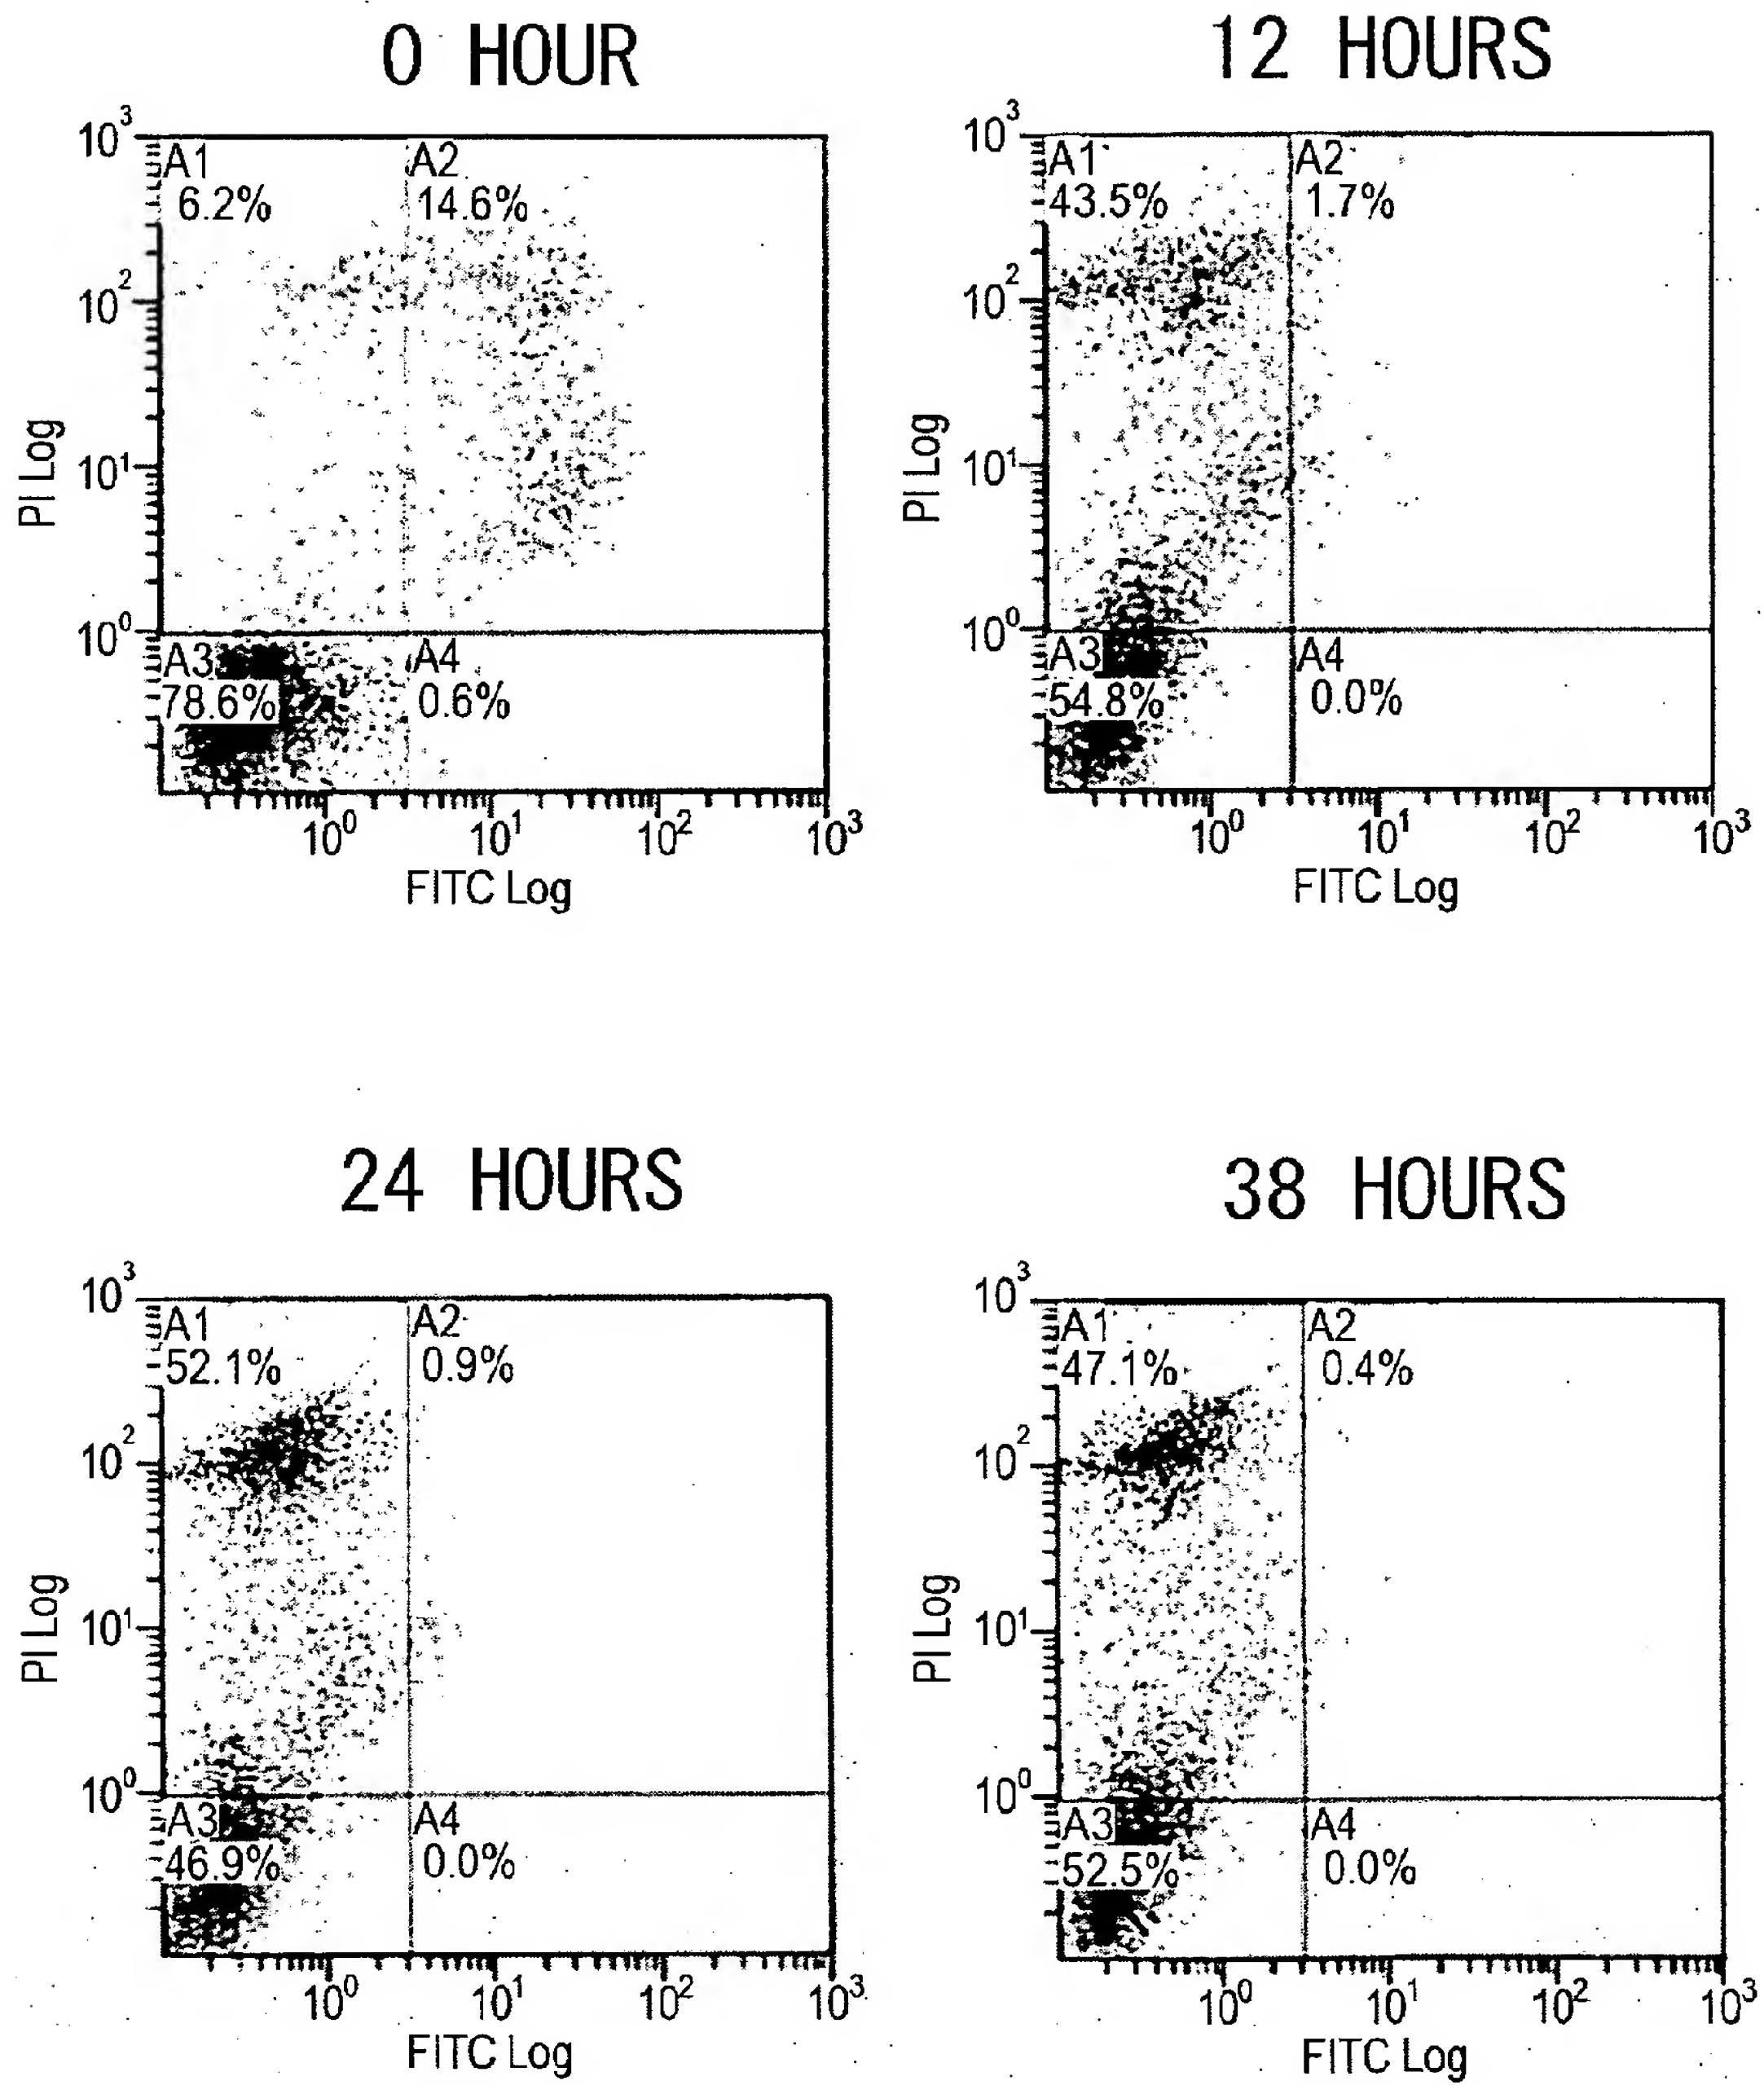 0 HOUR
10³
A1
6.2%
A2
14.6%
10²
10¹
10⁰
PI Log
A3
78.6%
A4
0.6%
10⁰ 10¹ 10² 10³
FITC Log
12 HOURS
10³
A1
43.5%
A2
1.7%
10²
10¹
10⁰
PI Log
A3
54.8%
A4
0.0%
10⁰ 10¹ 10² 10³
FITC Log
24 HOURS
10³
A1
52.1%
A2
0.9%
10²
10¹
10⁰
PI Log
A3
46.9%
A4
0.0%
10⁰ 10¹ 10² 10³
FITC Log
38 HOURS
10³
A1
47.1%
A2
0.4%
10²
10¹
10⁰
PI Log
A3
52.5%
A4
0.0%
10⁰ 10¹ 10² 10³
FITC Log